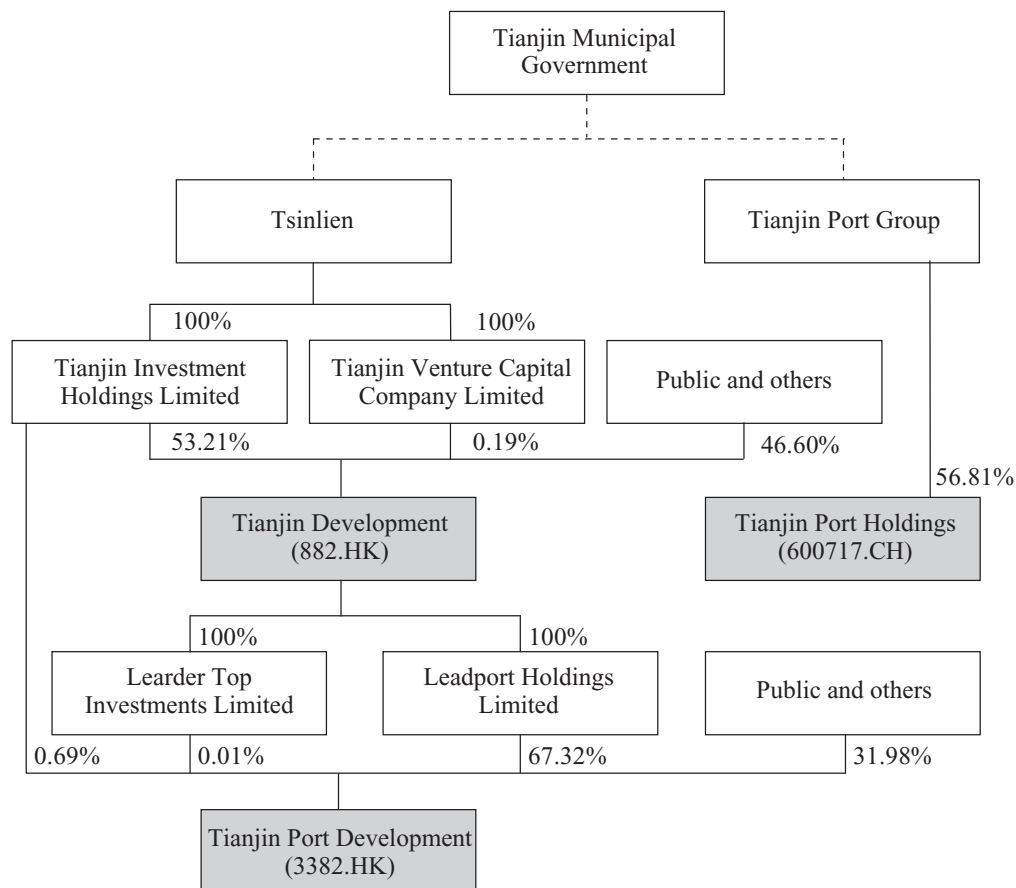 Tianjin Municipal
Government
Tsinlien
Tianjin Port Group
100%
100%
Tianjin Investment
Holdings Limited
Tianjin Venture Capital
Company Limited
Public and others
53.21%
0.19%
46.60%
56.81%
Tianjin Development
(882.HK)
Tianjin Port Holdings
(600717.CH)
100%
100%
Learder Top
Investments Limited
Leadport Holdings
Limited
Public and others
0.69%
0.01%
67.32%
31.98%
Tianjin Port Development
(3382.HK)